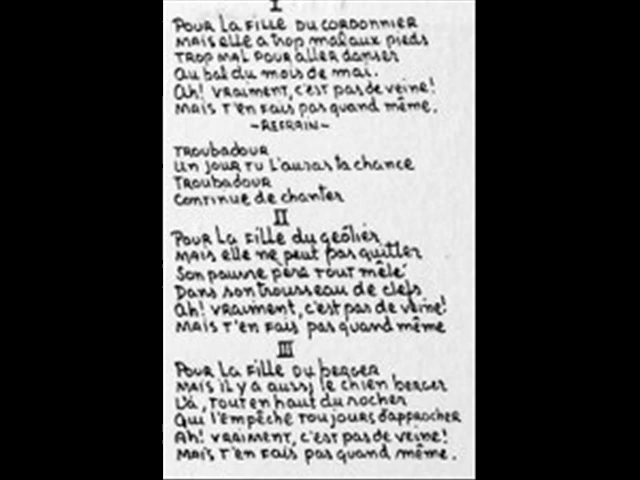 I
POUR LA FILLE DU CORDONNIER
MAIS elle a trop mal aux pieds
TROP MAL POUR aller danser
Au bal du mois de mai.
Ah! VRAIMENT, c'est pas de veine!
MAIS T'en fais pas quand même.
-REFRAIN-
TROUBADOUR
Un JOUR TU L'auras ta chance
TROUBADOUR
Continue de chanter
II
POUR La Fille du geôlier
MAIS elle ne peut pas quitter
Son pauvre père tout mêlé
Dans son trousseau de clefs
Ah! VRAIMENT, c'est pas de veine!
MAIS T'en fais pas quand même
III
POUR La Fille DU berger
MAIS il y a aussi le chien berger
Là, Tout en haut du rocher
Qui l'empêche Toujours d'approcher
Ah! VRAIMENT, c'est pas de veine!
MAIS T'en fais pas quand même.